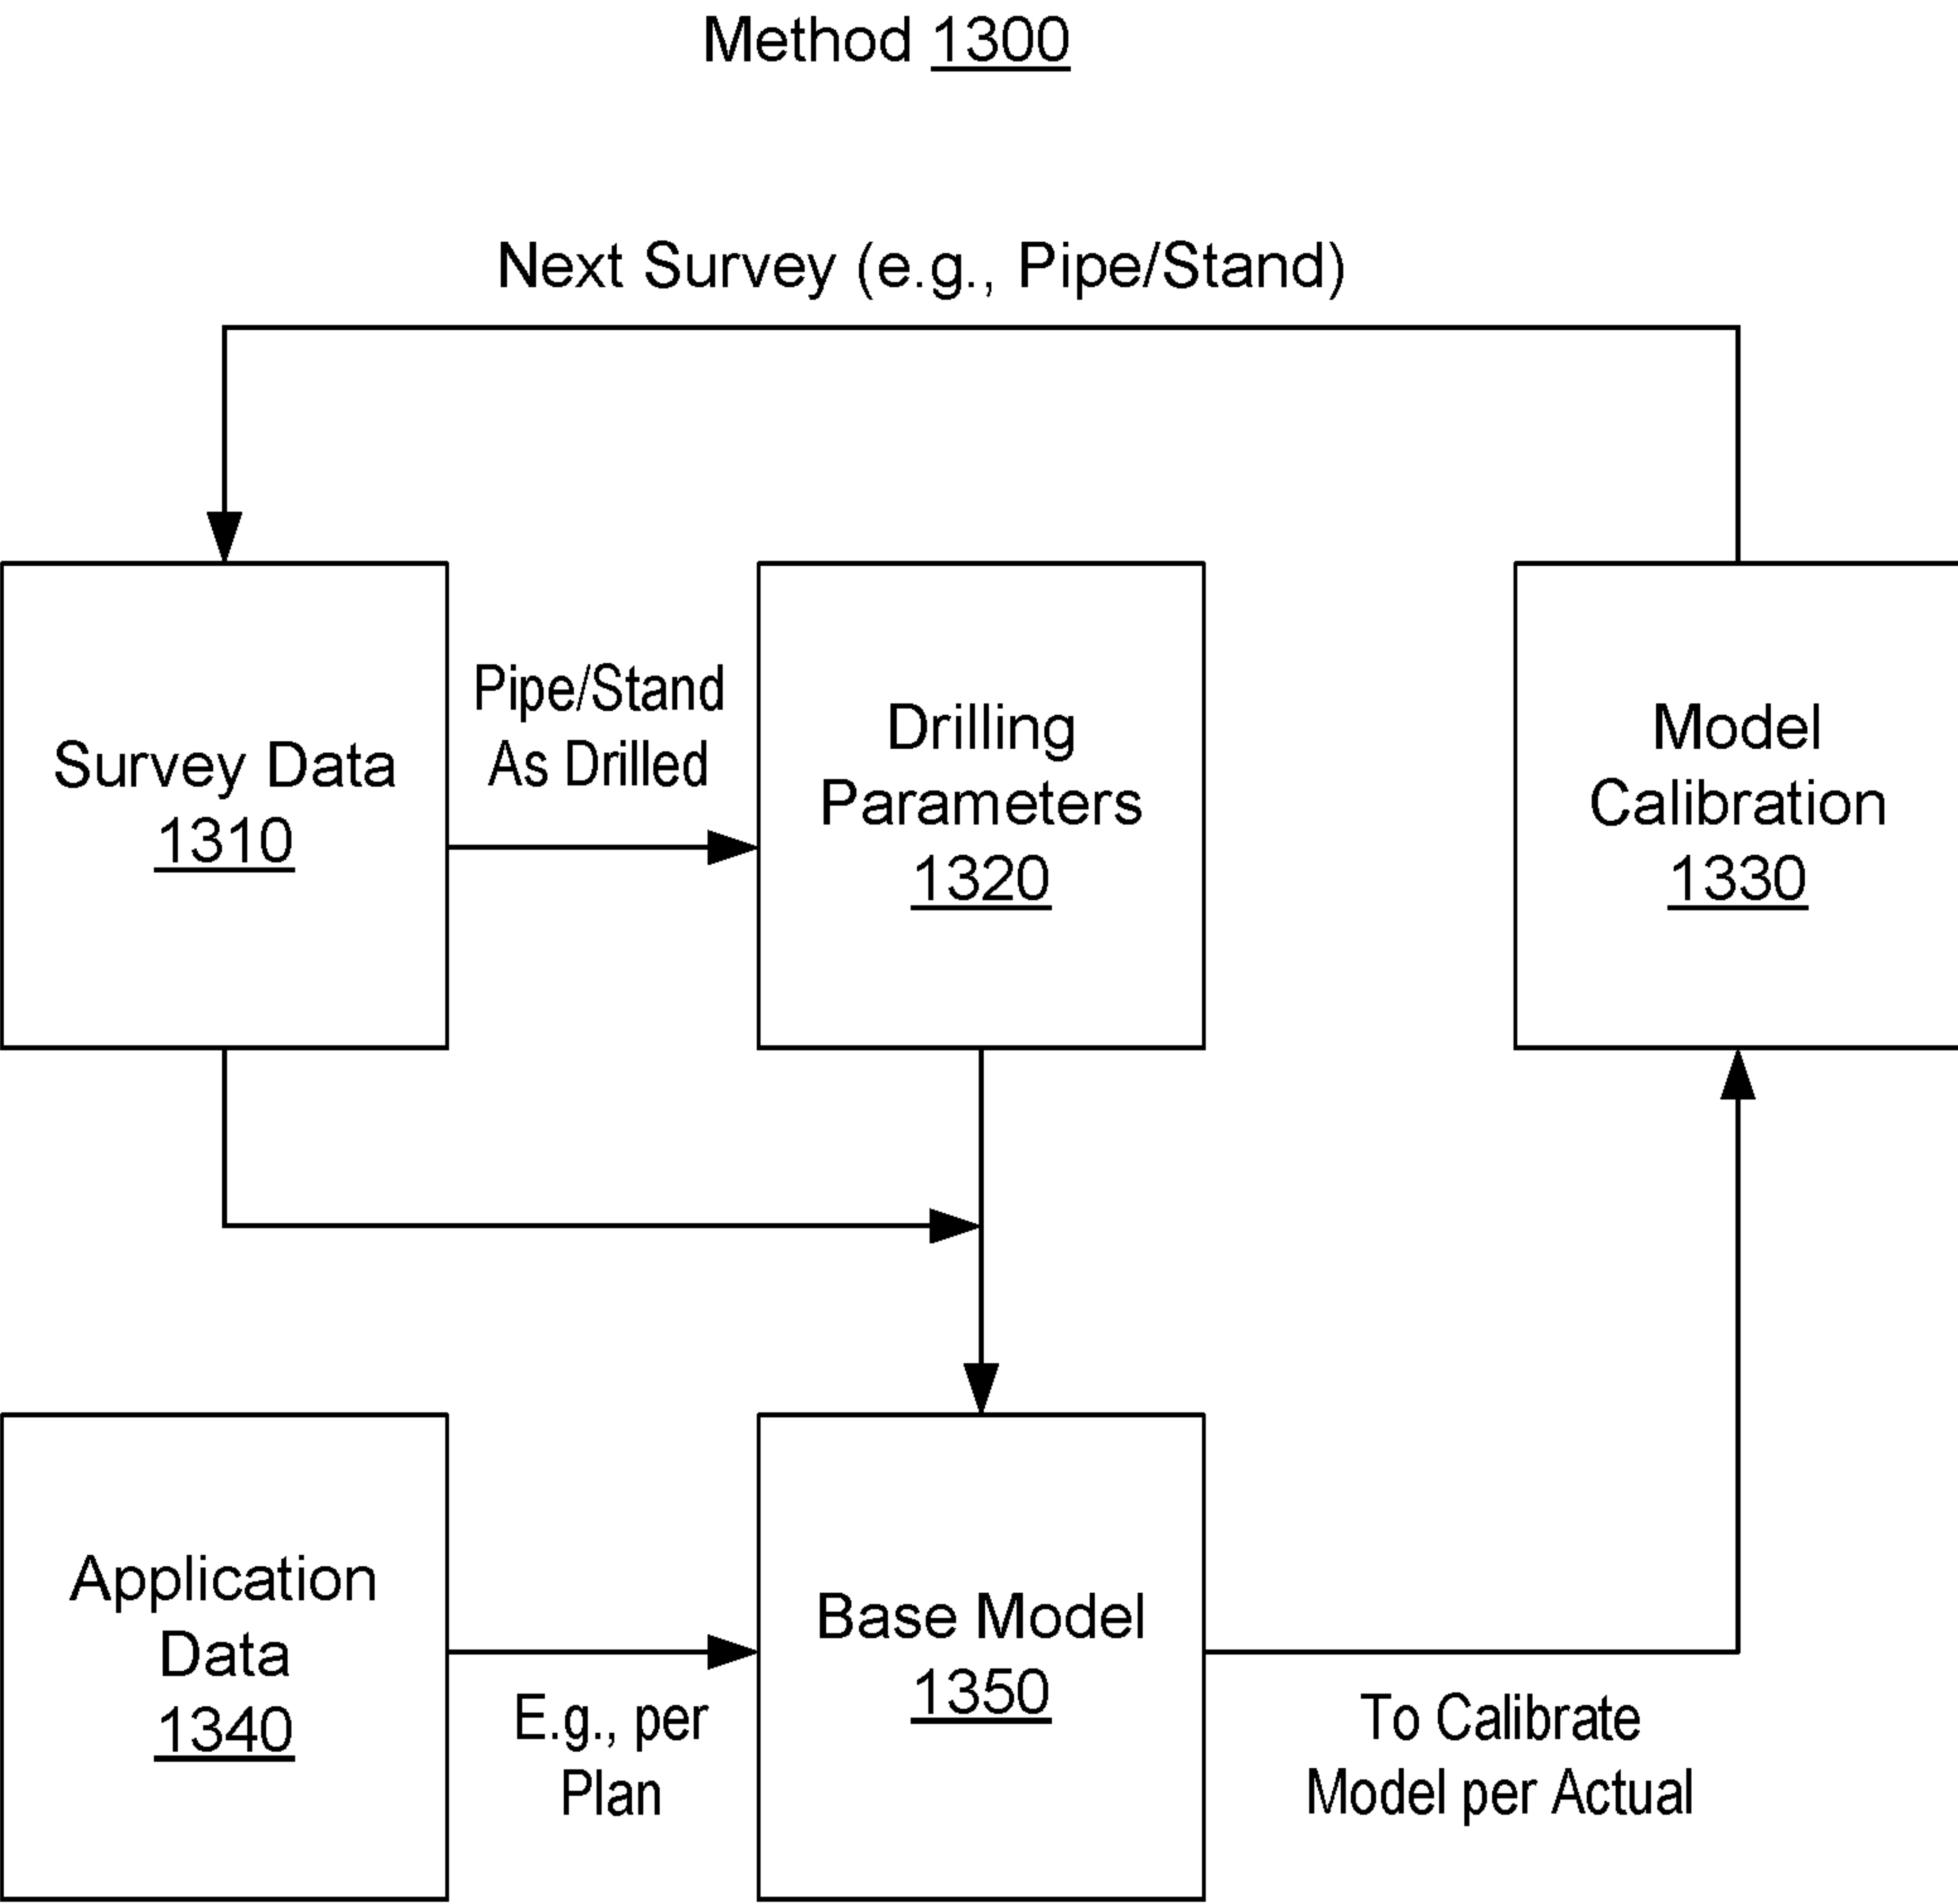 Method 1300
Next Survey (e.g., Pipe/Stand)
Survey Data
1310
Pipe/Stand
As Drilled
Drilling
Parameters
1320
Model
Calibration
1330
Application
Data
1340
E.g., per
Plan
Base Model
1350
To Calibrate
Model per Actual